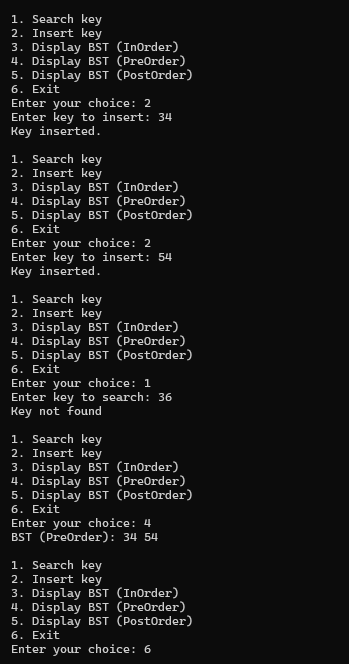 1. Search key
2. Insert key
3. Display BST (InOrder)
4. Display BST (PreOrder)
5. Display BST (PostOrder)
6. Exit
Enter your choice: 2
Enter key to insert: 34
Key inserted.

1. Search key
2. Insert key
3. Display BST (InOrder)
4. Display BST (PreOrder)
5. Display BST (PostOrder)
6. Exit
Enter your choice: 2
Enter key to insert: 54
Key inserted.

1. Search key
2. Insert key
3. Display BST (InOrder)
4. Display BST (PreOrder)
5. Display BST (PostOrder)
6. Exit
Enter your choice: 1
Enter key to search: 36
Key not found

1. Search key
2. Insert key
3. Display BST (InOrder)
4. Display BST (PreOrder)
5. Display BST (PostOrder)
6. Exit
Enter your choice: 4
BST (PreOrder): 34 54

1. Search key
2. Insert key
3. Display BST (InOrder)
4. Display BST (PreOrder)
5. Display BST (PostOrder)
6. Exit
Enter your choice: 6